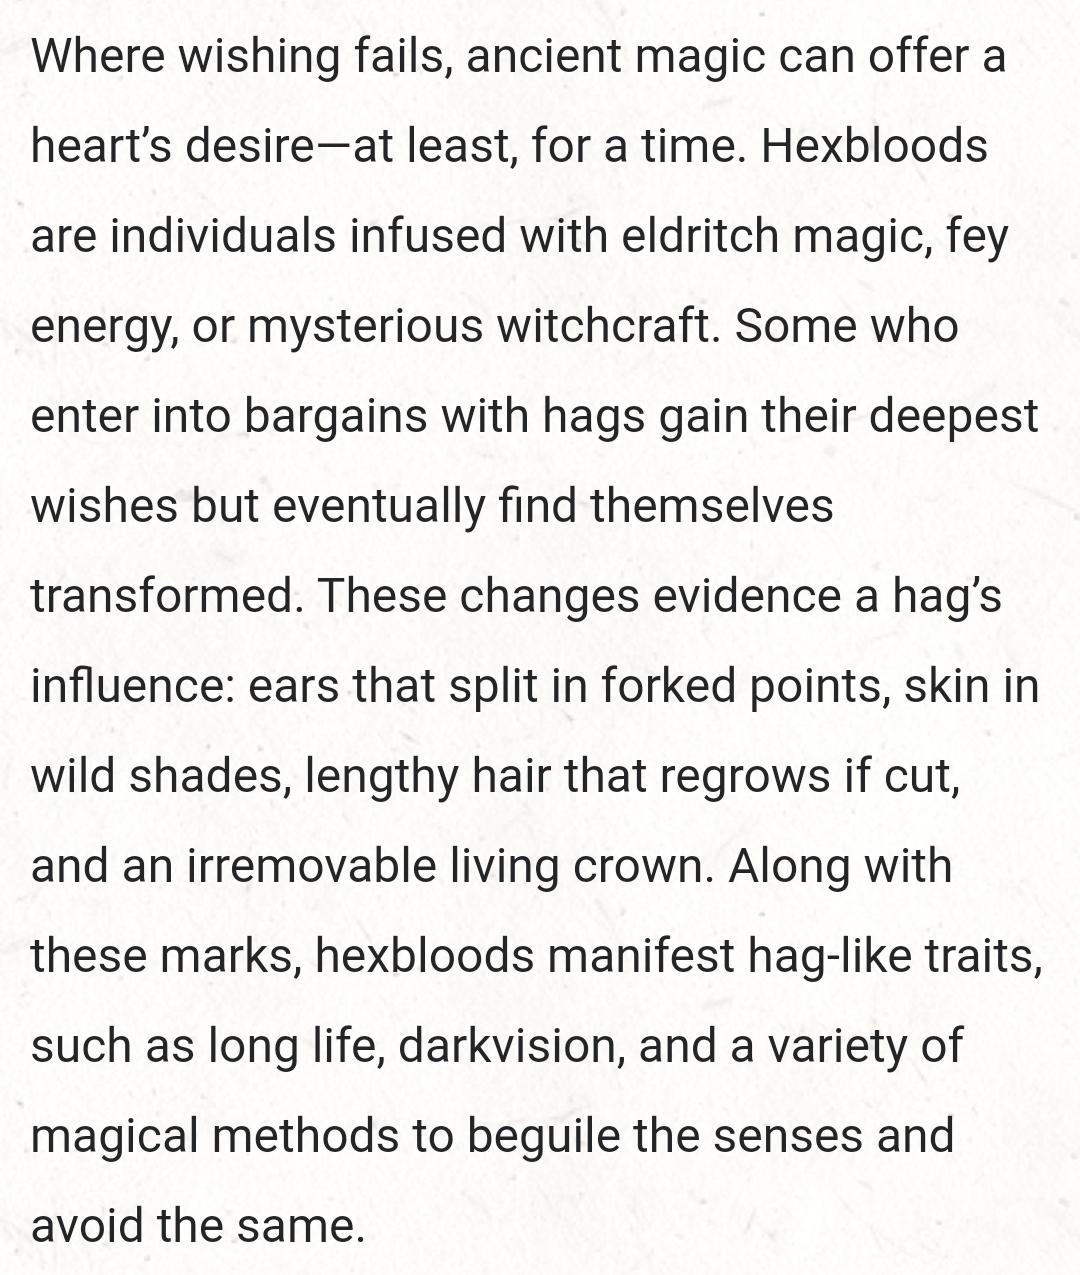 Where wishing fails, ancient magic can offer a
heart’s desire—at least, for a time. Hexbloods
are individuals infused with eldritch magic, fey
energy, or mysterious witchcraft. Some who
enter into bargains with hags gain their deepest
wishes but eventually find themselves
transformed. These changes evidence a hag’s
influence: ears that split in forked points, skin in
wild shades, lengthy hair that regrows if cut,
and an irremovable living crown. Along with
these marks, hexbloods manifest hag-like traits,
such as long life, darkvision, and a variety of
magical methods to beguile the senses and
avoid the same.